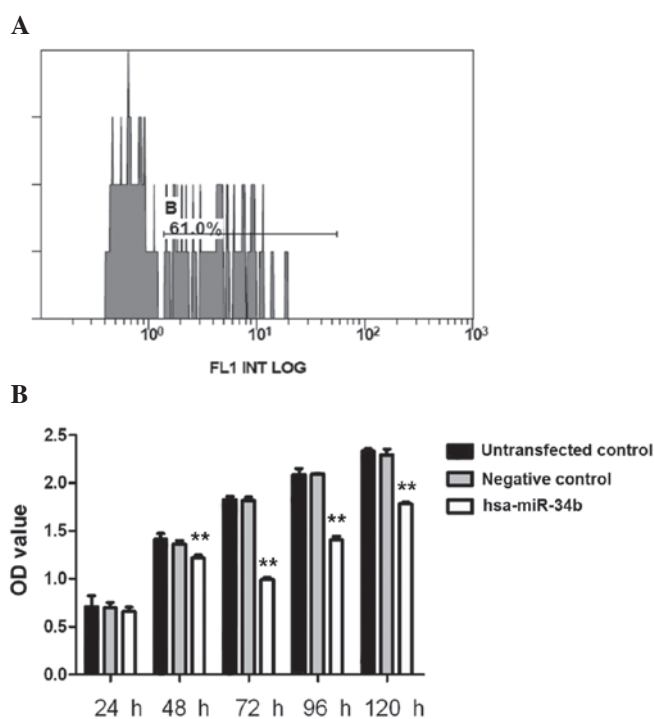 A
B
61.0%
10⁰ 10¹ 10² 10³
FL1 INT LOG
B
2.5
2.0
1.5
1.0
0.5
0.0
OD value
** ** ** **
24 h 48 h 72 h 96 h 120 h
Untransfected control
Negative control
hsa-miR-34b